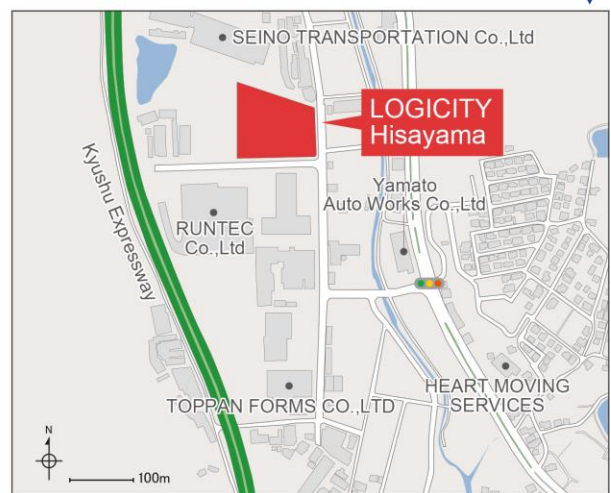 SEINO TRANSPORTATION Co.,Ltd
LOGICITY
Hisayama
Kyushu Expressway
Yamato
Auto Works Co.,Ltd
RUNTEC
Co.,Ltd
HEART MOVING
SERVICES
TOPPAN FORMS CO.,LTD
N
100m